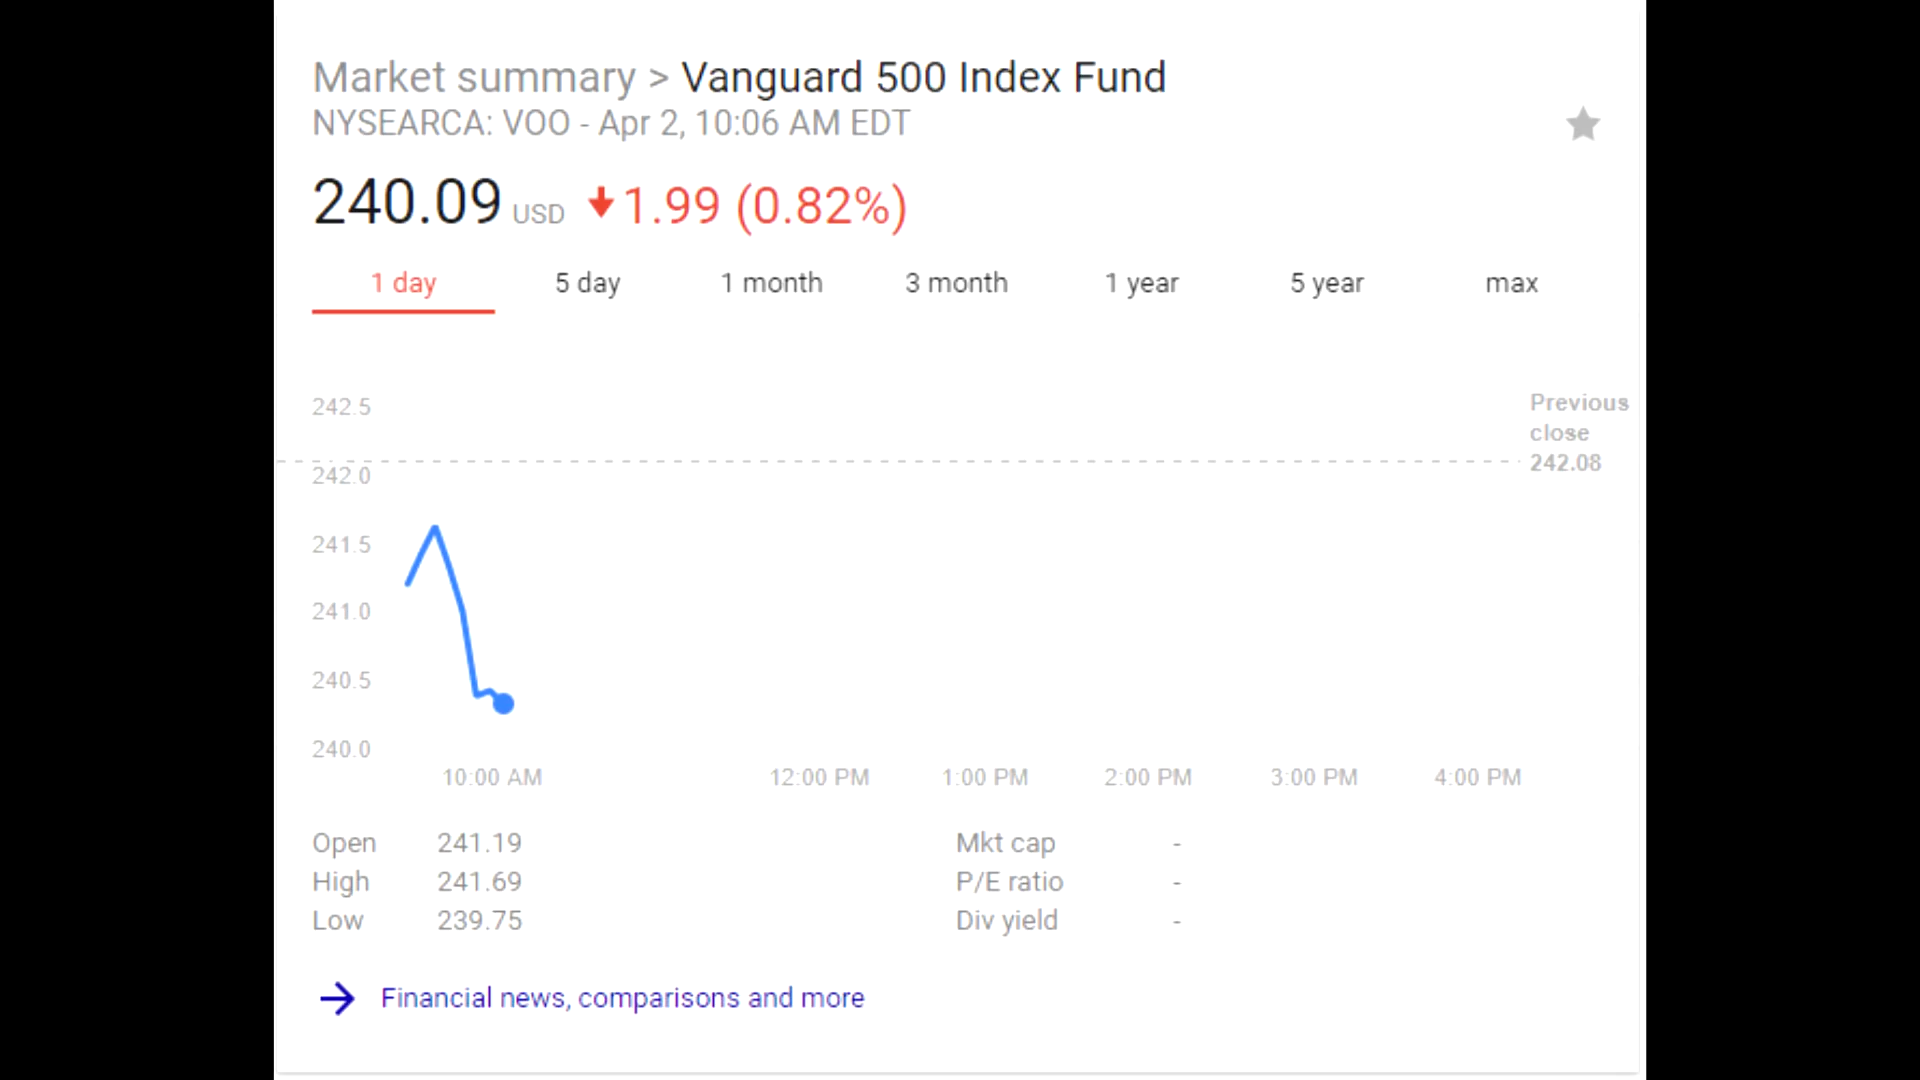 Market summary > Vanguard 500 Index Fund
NYSEARCA: VOO - Apr 2, 10:06 AM EDT
240.09 USD 1.99 (0.82%)
1 day 5 day 1 month 3 month 1 year 5 year max
242.5
Previous
close
242.08
242.0
241.5
241.0
240.5
240.0
10:00 AM 12:00 PM 1:00 PM 2:00 PM 3:00 PM 4:00 PM
Open 241.19 Mkt cap -
High 241.69 P/E ratio -
Low 239.75 Div yield -
Financial news, comparisons and more